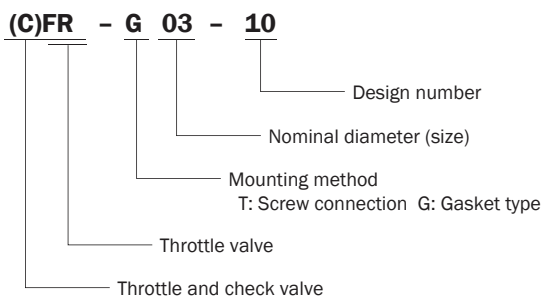 (C)FR – G 03 – 10
Design number
Nominal diameter (size)
Mounting method
T: Screw connection G: Gasket type
Throttle valve
Throttle and check valve